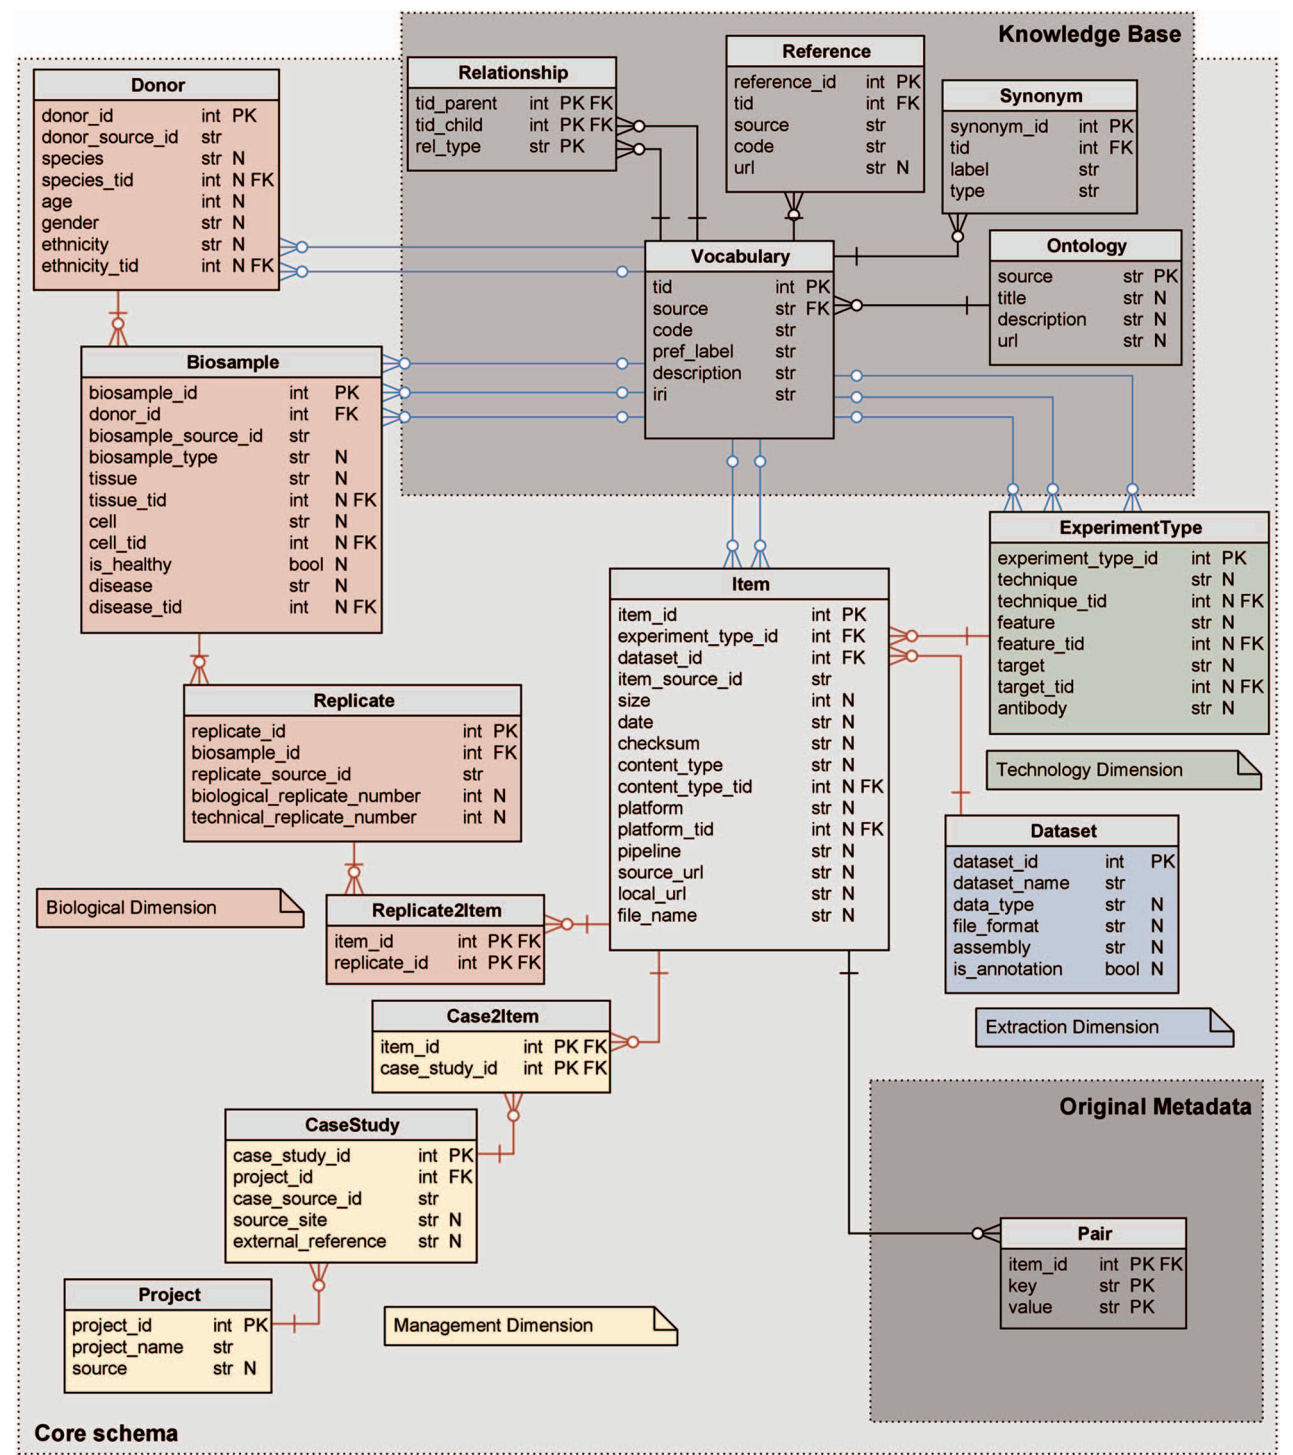 Knowledge Base
Donor
donor_id int PK
donor_source_id str
species str N
species_tid int N FK
age int N
gender str N
ethnicity str N
ethnicity_tid int N FK
Relationship
tid_parent int PK FK
tid_child int PK FK
rel_type str PK
Reference
reference_id int PK
tid int FK
source str
code str
url str N
Synonym
synonym_id int PK
tid int FK
label str
type str
Vocabulary
tid int PK
source str FK
code str
pref_label str
description str
iri str
Ontology
source str PK
title str N
description str N
url str N
Biosample
biosample_id int PK
donor_id int FK
biosample_source_id str
biosample_type str N
tissue str N
tissue_tid int N FK
cell str N
cell_tid int N FK
is_healthy bool N
disease str N
disease_tid int N FK
ExperimentType
experiment_type_id int PK
technique str N
technique_tid int N FK
feature str N
feature_tid int N FK
target str N
target_tid int N FK
antibody str N
Technology Dimension
Item
item_id int PK
experiment_type_id int FK
dataset_id int FK
item_source_id str
size int N
date str N
checksum str N
content_type str N
content_type_tid int N FK
platform str N
platform_tid int N FK
pipeline str N
source_url str N
local_url str N
file_name str N
Replicate
replicate_id int PK
biosample_id int FK
replicate_source_id str
biological_replicate_number int N
technical_replicate_number int N
Dataset
dataset_id int PK
dataset_name str
data_type str N
file_format str N
assembly str N
is_annotation bool N
Extraction Dimension
Biological Dimension
Replicate2Item
item_id int PK FK
replicate_id int PK FK
Case2Item
item_id int PK FK
case_study_id int PK FK
CaseStudy
case_study_id int PK
project_id int FK
case_source_id str
source_site str N
external_reference str N
Original Metadata
Pair
item_id int PK FK
key str PK
value str PK
Project
project_id int PK
project_name str
source str N
Management Dimension
Core schema